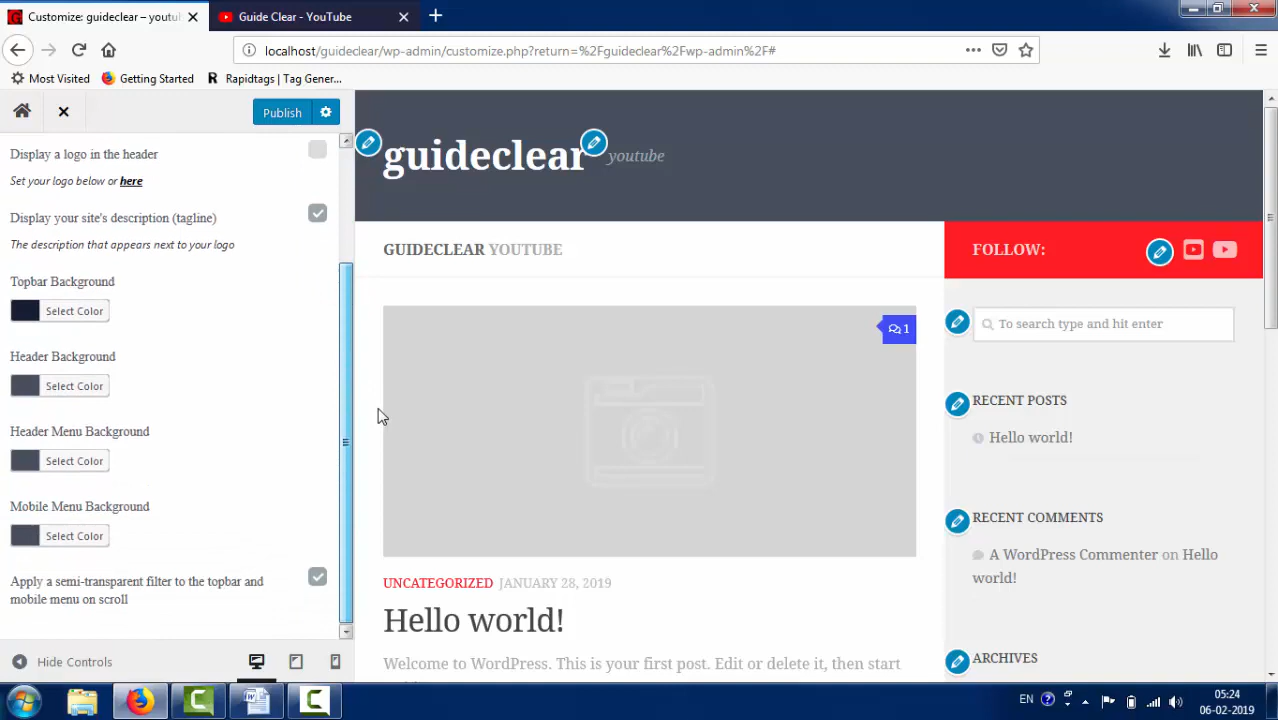 Customize: guideclear – youtu
Guide Clear - YouTube
localhost/guideclear/wp-admin/customize.php?return=%2Fguideclear%2Fwp-admin%2F#
Most Visited
Getting Started
R Rapidtags | Tag Gener...
Publish
Display a logo in the header
Set your logo below or here
Display your site's description (tagline)
The description that appears next to your logo
Topbar Background
Select Color
Header Background
Select Color
Header Menu Background
Select Color
Mobile Menu Background
Select Color
Apply a semi-transparent filter to the topbar and
mobile menu on scroll
Hide Controls
guideclear youtube
GUIDECLEAR YOUTUBE
1
UNCATEGORIZED JANUARY 28, 2019
Hello world!
Welcome to WordPress. This is your first post. Edit or delete it, then start
FOLLOW:
To search type and hit enter
RECENT POSTS
Hello world!
RECENT COMMENTS
A WordPress Commenter on Hello
world!
ARCHIVES
EN
05:24
06-02-2019